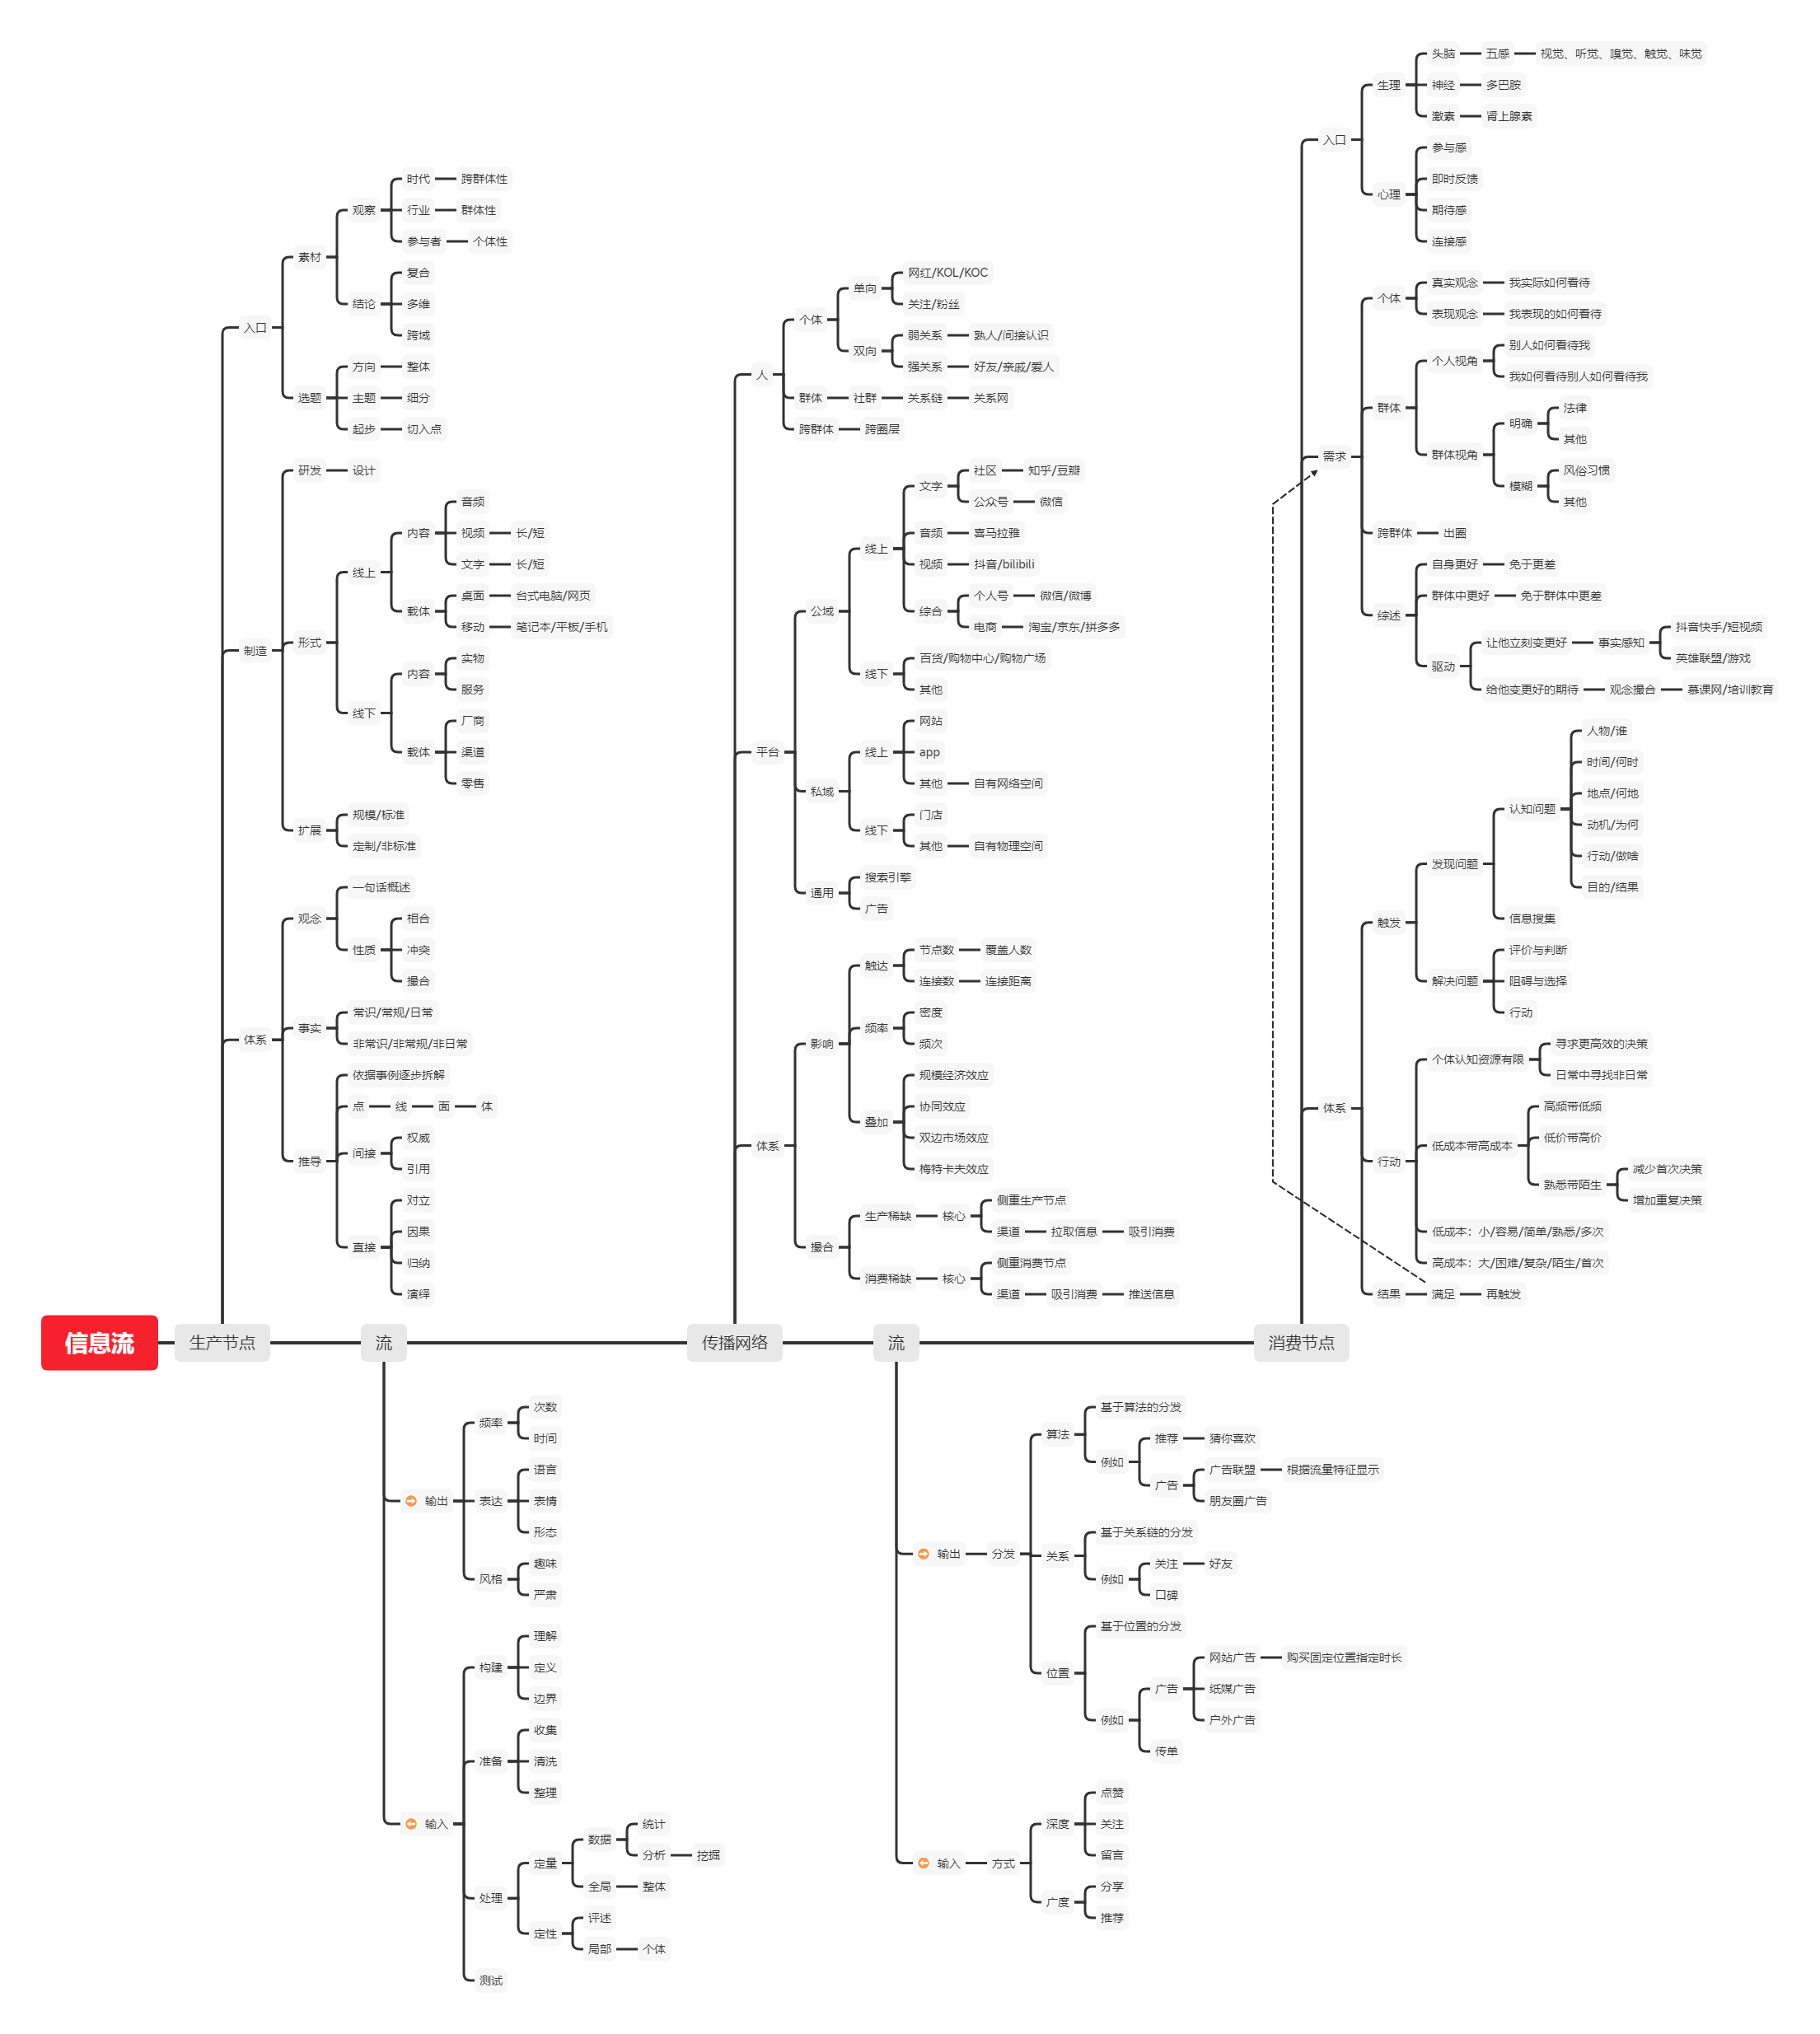 信息流
生产节点
入口
素材
观察
时代
跨群体性
行业
群体性
参与者
个体性
结论
复合
多维
跨域
选题
方向
整体
主题
细分
起步
切入点
制造
研发
设计
形式
线上
内容
音频
视频
长/短
文字
长/短
载体
桌面
台式电脑/网页
移动
笔记本/平板/手机
线下
内容
实物
服务
载体
厂商
渠道
零售
扩展
规模/标准
定制/非标准
体系
观念
一句话概述
性质
相合
冲突
撮合
事实
常识/常规/日常
非常识/非常规/非日常
推导
依据事例逐步拆解
点
线
面
体
间接
权威
引用
直接
对立
因果
归纳
演绎
流
输出
频率
次数
时间
表达
语言
表情
形态
风格
趣味
严肃
输入
构建
理解
定义
边界
准备
收集
清洗
整理
处理
定量
数据
统计
分析
挖掘
全局
整体
定性
评述
局部
个体
测试
传播网络
人
个体
单向
网红/KOL/KOC
关注/粉丝
双向
弱关系
熟人/间接认识
强关系
好友/亲戚/爱人
群体
社群
关系链
关系网
跨群体
跨圈层
平台
公域
线上
文字
社区
知乎/豆瓣
公众号
微信
音频
喜马拉雅
视频
抖音/bilibili
综合
个人号
微信/微博
电商
淘宝/京东/拼多多
线下
百货/购物中心/购物广场
其他
私域
线上
网站
app
其他
自有网络空间
线下
门店
其他
自有物理空间
通用
搜索引擎
广告
体系
影响
触达
节点数
覆盖人数
连接数
连接距离
频率
密度
频次
叠加
规模经济效应
协同效应
双边市场效应
梅特卡夫效应
撮合
生产稀缺
核心
侧重生产节点
渠道
拉取信息
吸引消费
消费稀缺
核心
侧重消费节点
渠道
吸引消费
推送信息
流
输出
分发
算法
基于算法的分发
例如
推荐
猜你喜欢
广告
广告联盟
根据流量特征显示
朋友圈广告
关系
基于关系链的分发
例如
关注
好友
口碑
位置
基于位置的分发
例如
广告
网站广告
购买固定位置指定时长
纸媒广告
户外广告
传单
输入
方式
深度
点赞
关注
留言
广度
分享
推荐
消费节点
入口
生理
头脑
五感
视觉、听觉、嗅觉、触觉、味觉
神经
多巴胺
激素
肾上腺素
心理
参与感
即时反馈
期待感
连接感
需求
个体
真实观念
我实际如何看待
表现观念
我表现的如何看待
群体
个人视角
别人如何看待我
我如何看待别人如何看待我
群体视角
明确
法律
其他
模糊
风俗习惯
其他
跨群体
出圈
综述
自身更好
免于更差
群体中更好
免于群体中更差
驱动
让他立刻变更好
事实感知
抖音快手/短视频
英雄联盟/游戏
给他变更好的期待
观念撮合
慕课网/培训教育
体系
触发
发现问题
认知问题
人物/谁
时间/何时
地点/何地
动机/为何
行动/做啥
目的/结果
信息搜集
解决问题
评价与判断
阻碍与选择
行动
行动
个体认知资源有限
寻求更高效的决策
日常中寻找非日常
低成本带高成本
高频带低频
低价带高价
熟悉带陌生
减少首次决策
增加重复决策
低成本：小/容易/简单/熟悉/多次
高成本：大/困难/复杂/陌生/首次
结果
满足
再触发